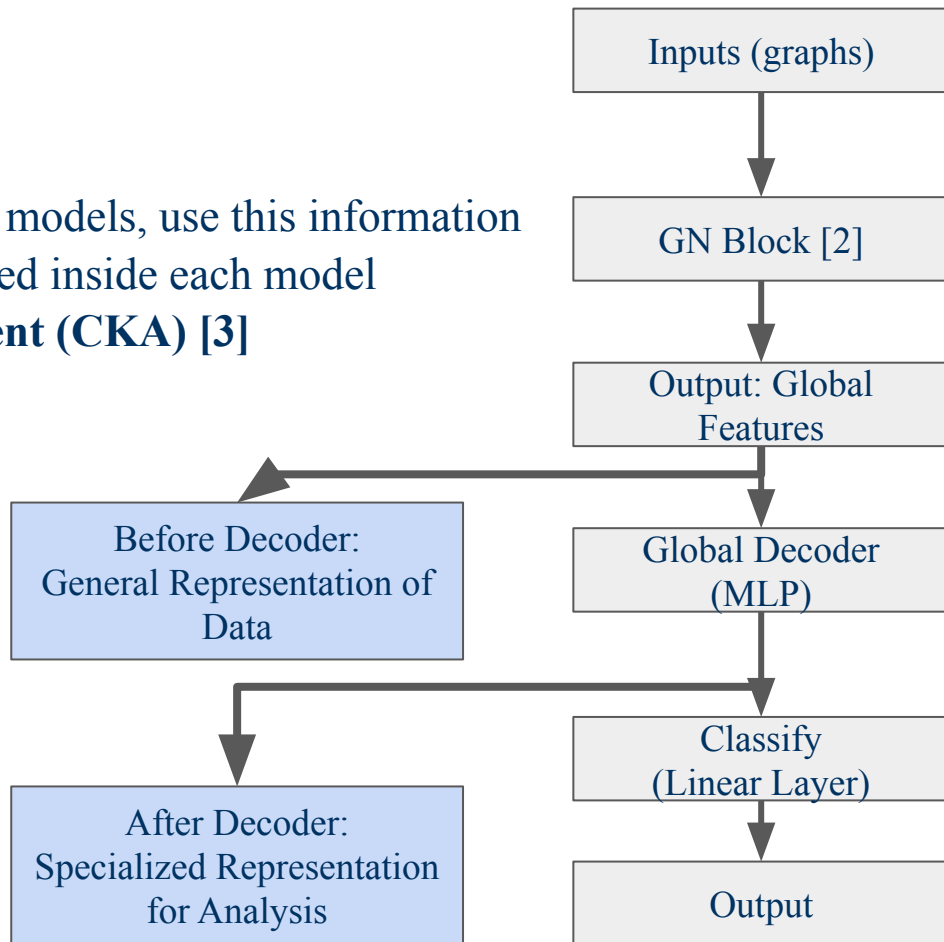 Inputs (graphs)
models, use this information
ed inside each model
ent (CKA) [3]
GN Block [2]
Output: Global
Features
Before Decoder:
General Representation of
Data
Global Decoder
(MLP)
Classify
(Linear Layer)
After Decoder:
Specialized Representation
for Analysis
Output